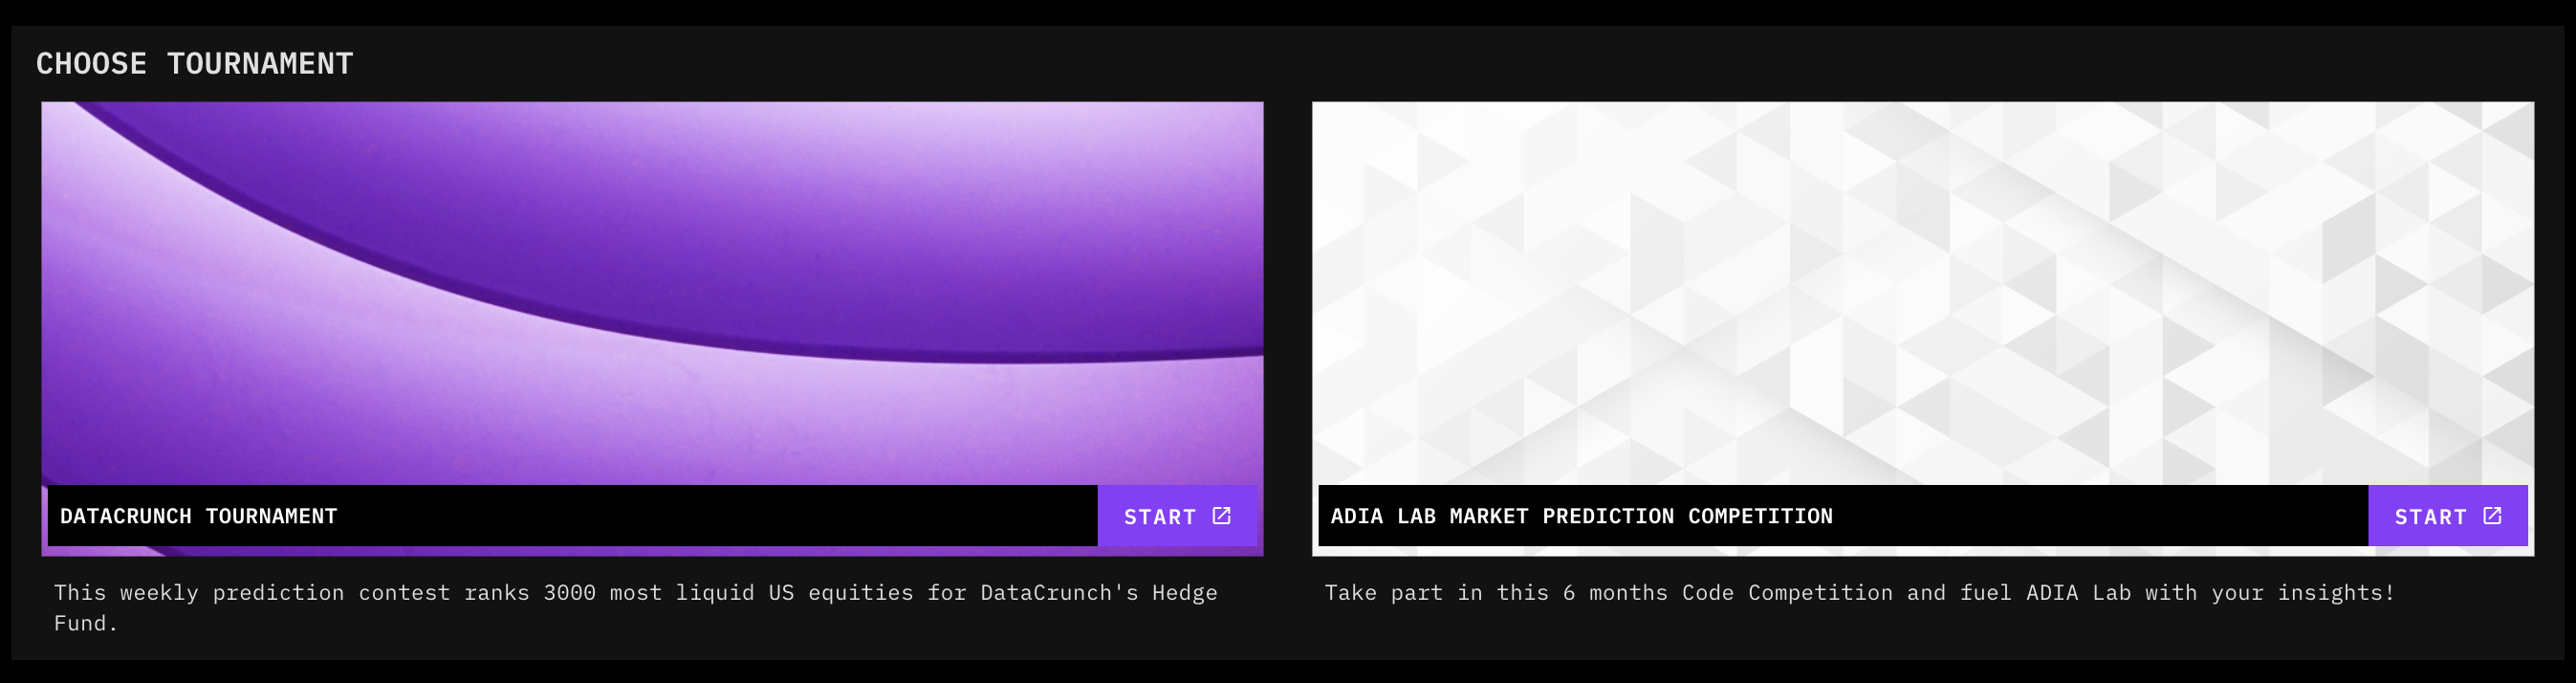 CHOOSE TOURNAMENT
DATACRUNCH TOURNAMENT
START
This weekly prediction contest ranks 3000 most liquid US equities for DataCrunch's Hedge
Fund.
ADIA LAB MARKET PREDICTION COMPETITION
START
Take part in this 6 months Code Competition and fuel ADIA Lab with your insights!